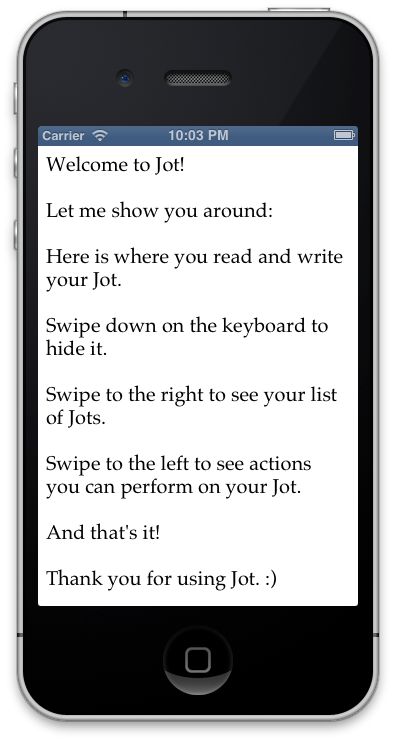 Carrier 10:03 PM
Welcome to Jot!
Let me show you around:
Here is where you read and write
your Jot.
Swipe down on the keyboard to
hide it.
Swipe to the right to see your list
of Jots.
Swipe to the left to see actions
you can perform on your Jot.
And that's it!
Thank you for using Jot. :)